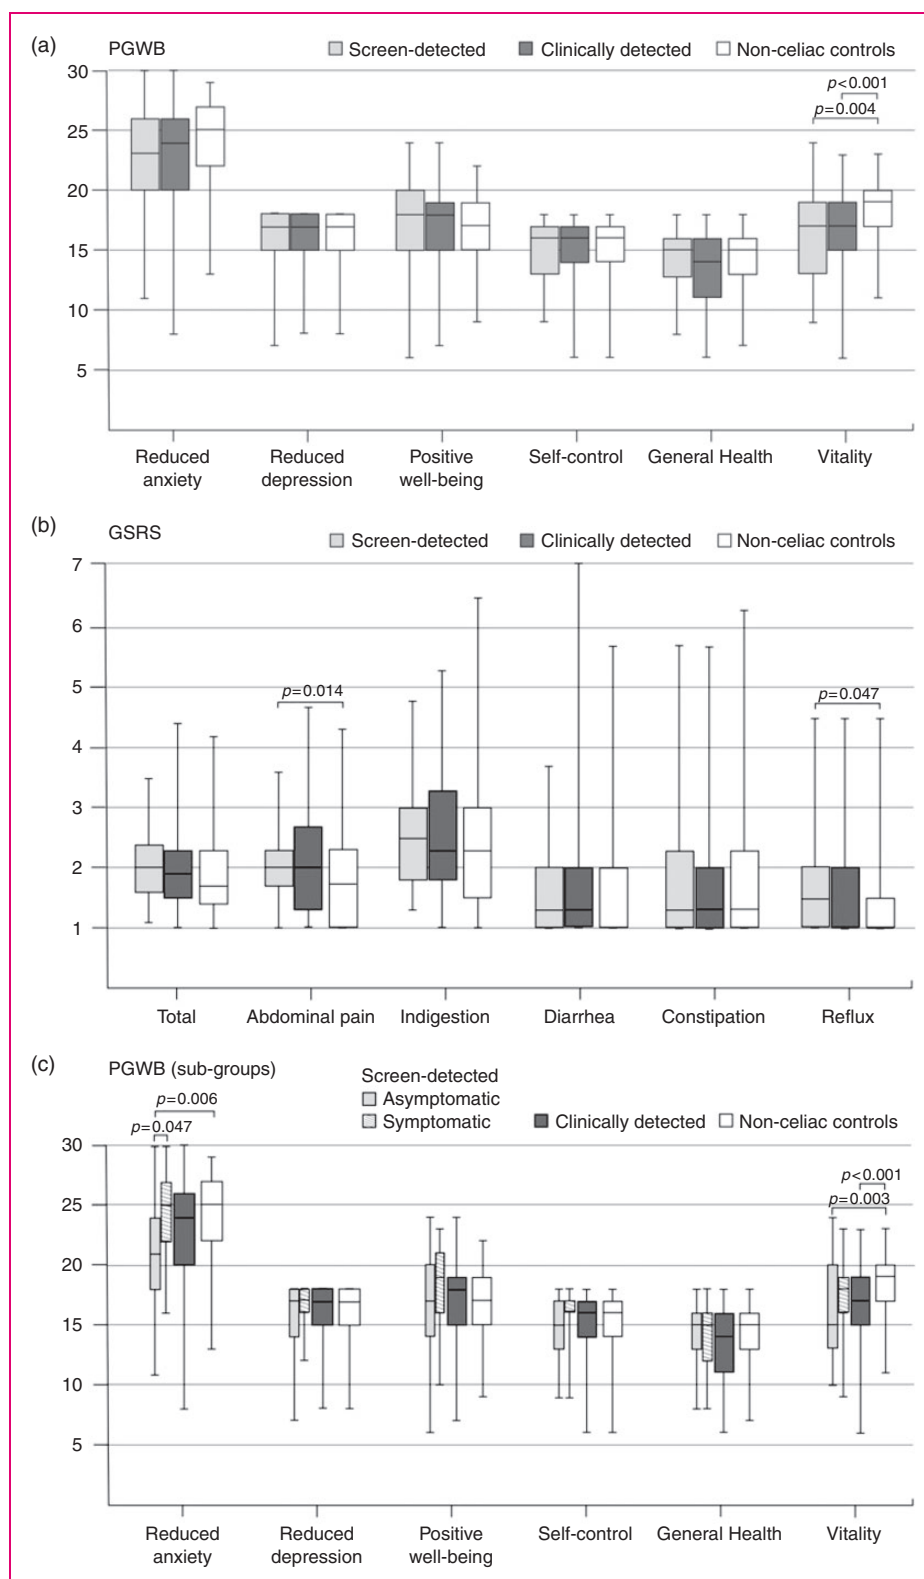 (a) PGWB
Screen-detected Clinically detected Non-celiac controls
30
25
20
15
10
5
p<0.001
p=0.004
Reduced anxiety
Reduced depression
Positive well-being
Self-control
General Health
Vitality
(b) GSRS
Screen-detected Clinically detected Non-celiac controls
7
6
5
4
3
2
1
p=0.014
p=0.047
Total
Abdominal pain
Indigestion
Diarrhea
Constipation
Reflux
(c) PGWB (sub-groups)
Screen-detected
Asymptomatic
Symptomatic
Clinically detected Non-celiac controls
p=0.006
p=0.047
30
25
20
15
10
5
p<0.001
p=0.003
Reduced anxiety
Reduced depression
Positive well-being
Self-control
General Health
Vitality